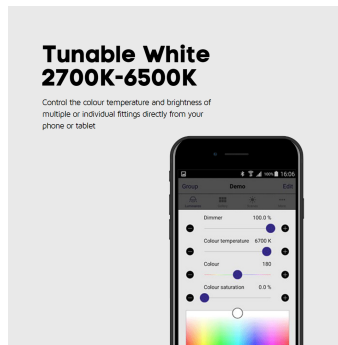 Tunable White
2700K-6500K
Control the colour temperature and brightness of
multiple or individual fittings directly from your
phone or tablet
100% 16:06
Group Demo Edit
Dimmer 100.0 %
Colour temperature 6700 K
Colour 180
Colour saturation 0.0 %